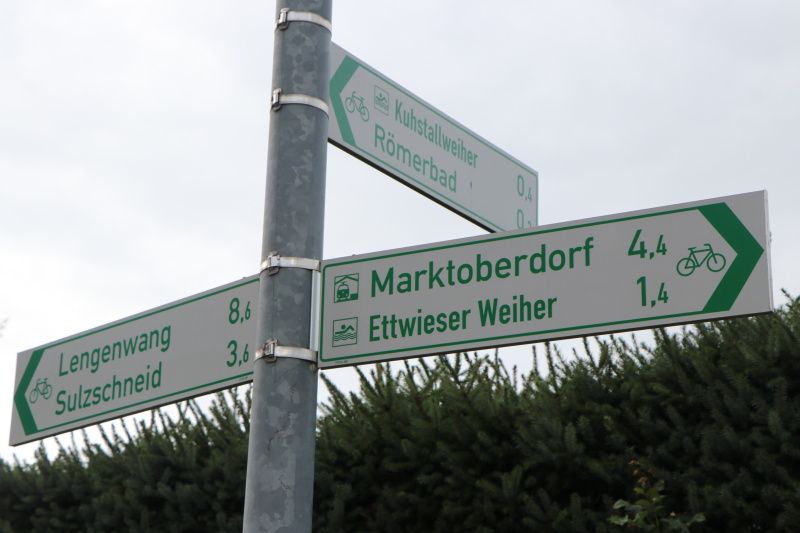 Kuhstallweiher 0,4
Römerbad
Marktoberdorf 4,4
Ettwieser Weiher 1,4
Lengenwang 8,6
Sulzschneid 3,6